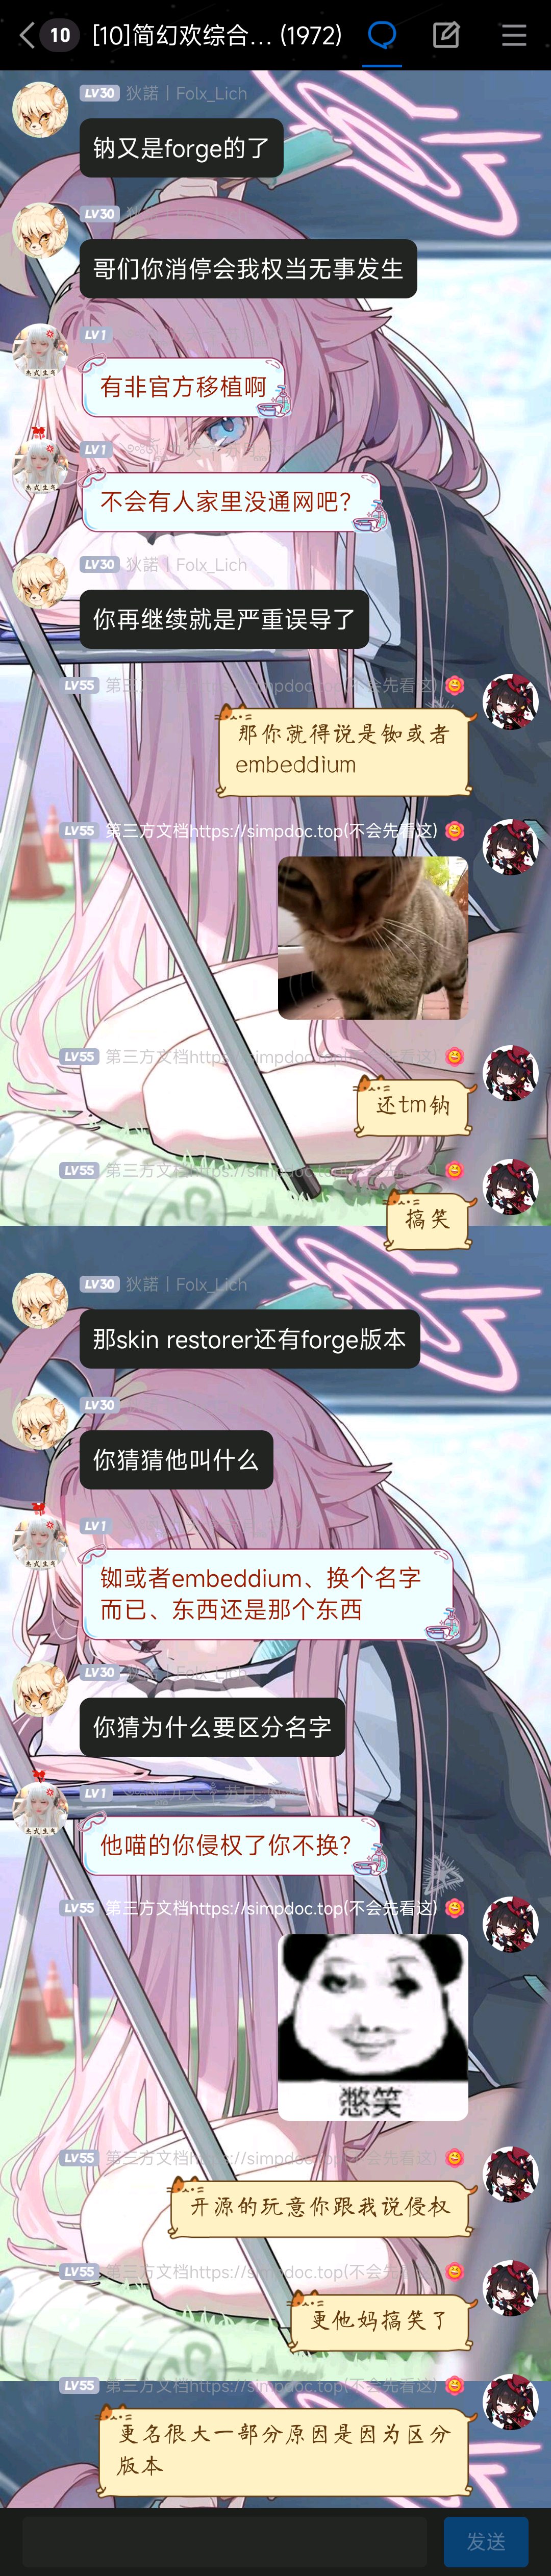 10 [10]简幻欢综合... (1972)
LV30 狄諾丨Folx_Lich
钠又是forge的了
LV30
哥们你消停会我权当无事发生
LV1
有非官方移植啊
LV1
不会有人家里没通网吧?
LV30 狄諾丨Folx_Lich
你再继续就是严重误导了
LV55 第三方文档https://simpdoc.top(不会先看这)
那你就得说是铷或者
embeddium
LV55 第三方文档https://simpdoc.top(不会先看这)
LV55 第三方文档https://simpdoc.top(不会先看这)
还tm钠
LV55 第三方文档https://simpdoc.top(不会先看这)
搞笑
LV30 狄諾丨Folx_Lich
那skin restorer还有forge版本
LV30
你猜猜他叫什么
LV1
铷或者embeddium、换个名字
而已、东西还是那个东西
LV30 狄諾丨Folx_Lich
你猜为什么要区分名字
LV1
他喵的你侵权了你不换?
LV55 第三方文档https://simpdoc.top(不会先看这)
憋笑
LV55 第三方文档https://simpdoc.top(不会先看这)
开源的玩意你跟我说侵权
LV55 第三方文档https://simpdoc.top(不会先看这)
更他妈搞笑了
LV55 第三方文档https://simpdoc.top(不会先看这)
更名很大一部分原因是因为区分
版本
发送